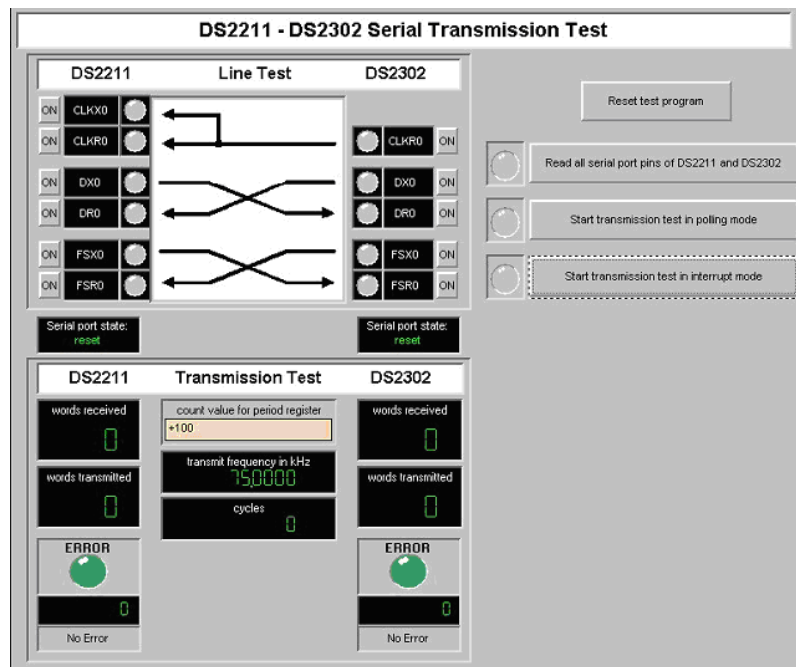 DS2211 - DS2302 Serial Transmission Test
DS2211 Line Test DS2302
ON CLKX0
ON CLKR0 CLKR0 ON
ON DX0 DX0 ON
ON DR0 DR0 ON
ON FSX0 FSX0 ON
ON FSR0 FSR0 ON
Reset test program
Read all serial port pins of DS2211 and DS2302
Start transmission test in polling mode
Start transmission test in interrupt mode
Serial port state:
reset
Serial port state:
reset
DS2211 Transmission Test DS2302
words received
0
words transmitted
0
count value for period register
+100
transmit frequency in kHz
75,0000
cycles
0
words received
0
words transmitted
0
ERROR
0
No Error
ERROR
0
No Error